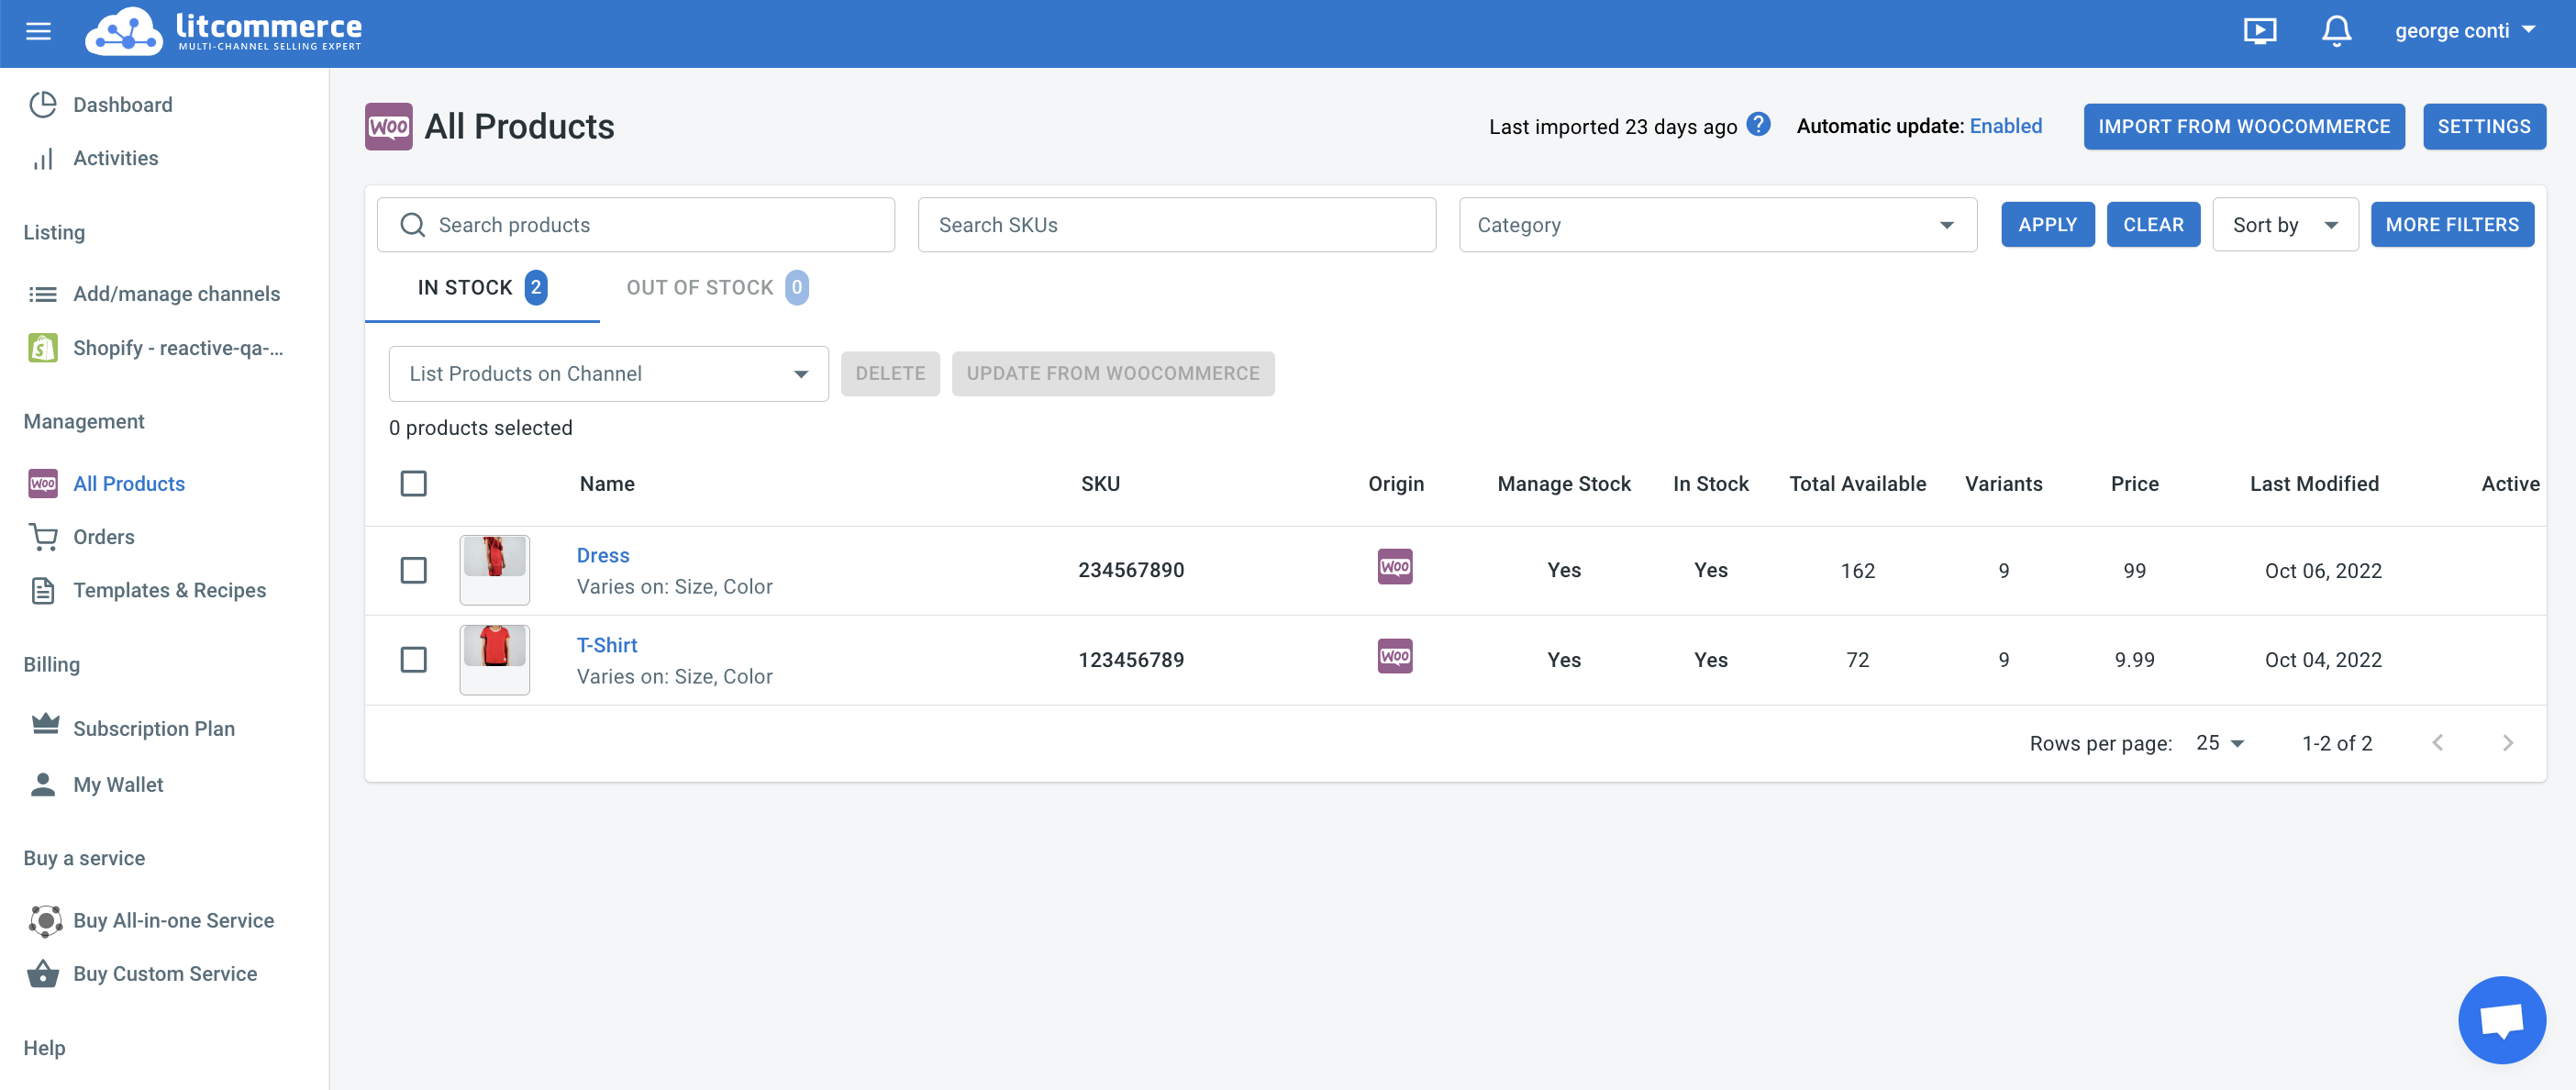 litcommerce
MULTI-CHANNEL SELLING EXPERT
george conti
Dashboard
Activities
Listing
Add/manage channels
Shopify - reactive-qa-...
Management
Woo All Products
Orders
Templates & Recipes
Billing
Subscription Plan
My Wallet
Buy a service
Buy All-in-one Service
Buy Custom Service
Help
Woo All Products
Last imported 23 days ago ? Automatic update: Enabled IMPORT FROM WOOCOMMERCE SETTINGS
Search products Search SKUs Category APPLY CLEAR Sort by MORE FILTERS
IN STOCK 2 OUT OF STOCK 0
List Products on Channel DELETE UPDATE FROM WOOCOMMERCE
0 products selected
Name SKU Origin Manage Stock In Stock Total Available Variants Price Last Modified Active
Dress
Varies on: Size, Color
234567890 Woo Yes Yes 162 9 99 Oct 06, 2022
T-Shirt
Varies on: Size, Color
123456789 Woo Yes Yes 72 9 9.99 Oct 04, 2022
Rows per page: 25 1-2 of 2